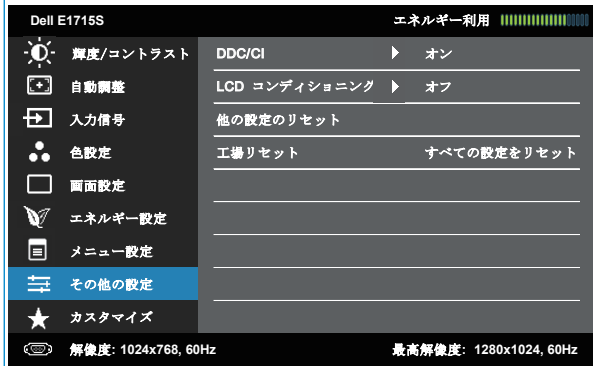 Dell E1715S エネルギー利用
輝度/コントラスト DDC/CI オン
自動調整 LCD コンディショニング オフ
入力信号 他の設定のリセット
色設定 工場リセット すべての設定をリセット
画面設定
エネルギー設定
メニュー設定
その他の設定
カスタマイズ
解像度: 1024x768, 60Hz 最高解像度: 1280x1024, 60Hz